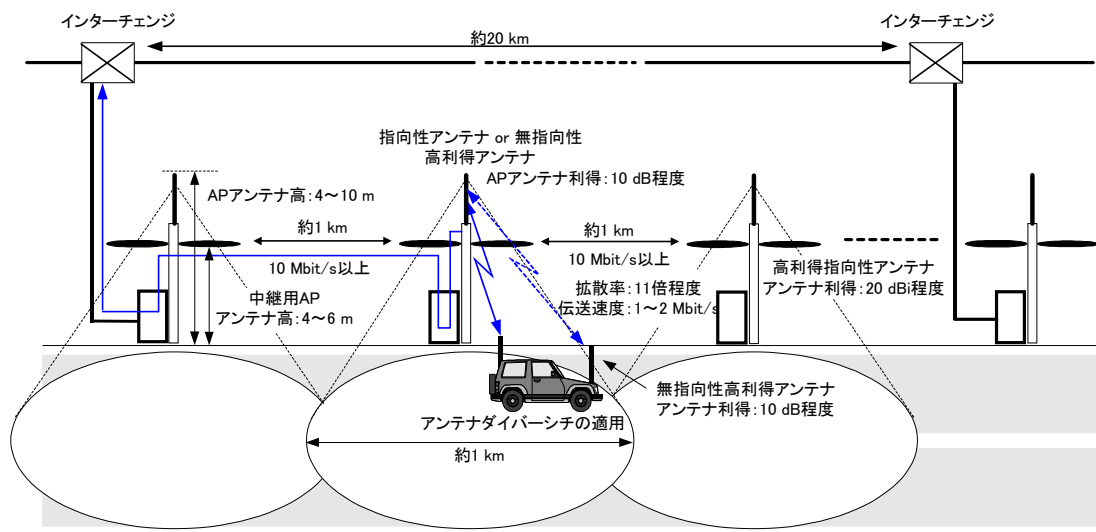 インターチェンジ
インターチェンジ
約20 km
指向性アンテナ or 無指向性
高利得アンテナ
APアンテナ利得:10 dB程度
APアンテナ高:4～10 m
約1 km
10 Mbit/s以上
約1 km
10 Mbit/s以上
中継用AP
アンテナ高:4～6 m
拡散率:11倍程度
伝送速度:1～2 Mbit/s
高利得指向性アンテナ
アンテナ利得:20 dBi程度
無指向性高利得アンテナ
アンテナ利得:10 dB程度
アンテナダイバーシチの適用
約1 km